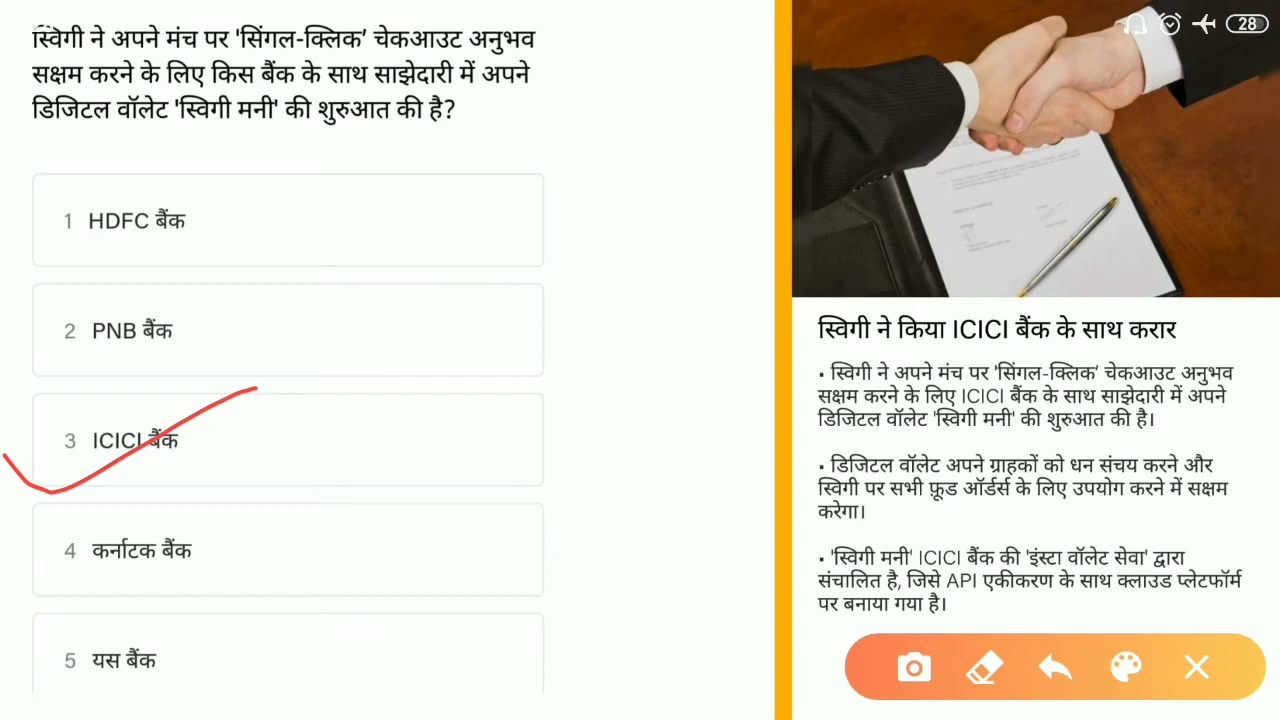 स्विगी ने अपने मंच पर 'सिंगल-क्लिक’ चेकआउट अनुभव
सक्षम करने के लिए किस बैंक के साथ साझेदारी में अपने
डिजिटल वॉलेट 'स्विगी मनी' की शुरुआत की है?
1 HDFC बैंक
2 PNB बैंक
3 ICICI बैंक
4 कर्नाटक बैंक
5 यस बैंक
28
स्विगी ने किया ICICI बैंक के साथ करार
• स्विगी ने अपने मंच पर 'सिंगल-क्लिक’ चेकआउट अनुभव
सक्षम करने के लिए ICICI बैंक के साथ साझेदारी में अपने
डिजिटल वॉलेट 'स्विगी मनी' की शुरुआत की है।
• डिजिटल वॉलेट अपने ग्राहकों को धन संचय करने और
स्विगी पर सभी फ़ूड ऑर्डर्स के लिए उपयोग करने में सक्षम
करेगा।
• 'स्विगी मनी' ICICI बैंक की 'इंस्टा वॉलेट सेवा' द्वारा
संचालित है, जिसे API एकीकरण के साथ क्लाउड प्लेटफॉर्म
पर बनाया गया है।